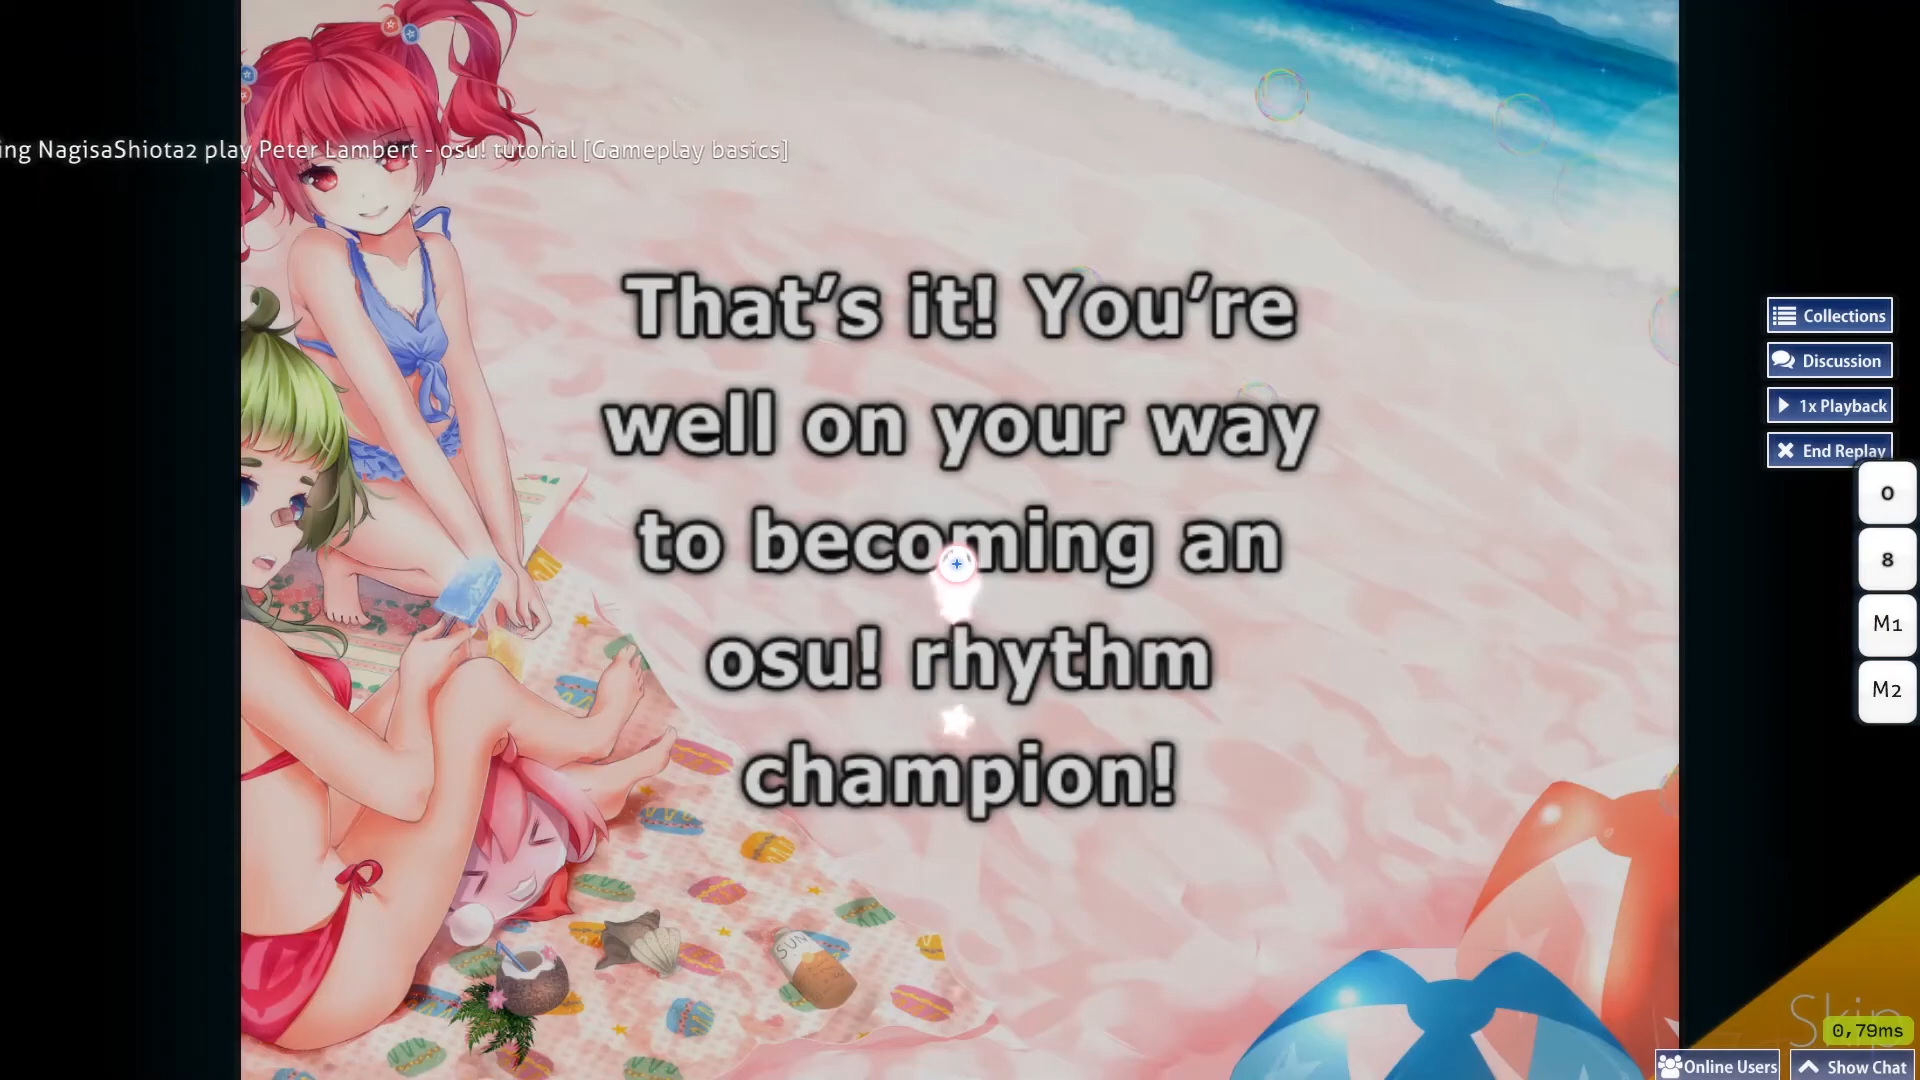 ing NagisaShiota2 play Peter Lambert - osu! tutorial [Gameplay basics]
That's it! You're
well on your way
to becoming an
osu! rhythm
champion!
Collections
Discussion
1x Playback
End Replay
0
8
M1
M2
SUN
Skip
0,79ms
Online Users
Show Chat